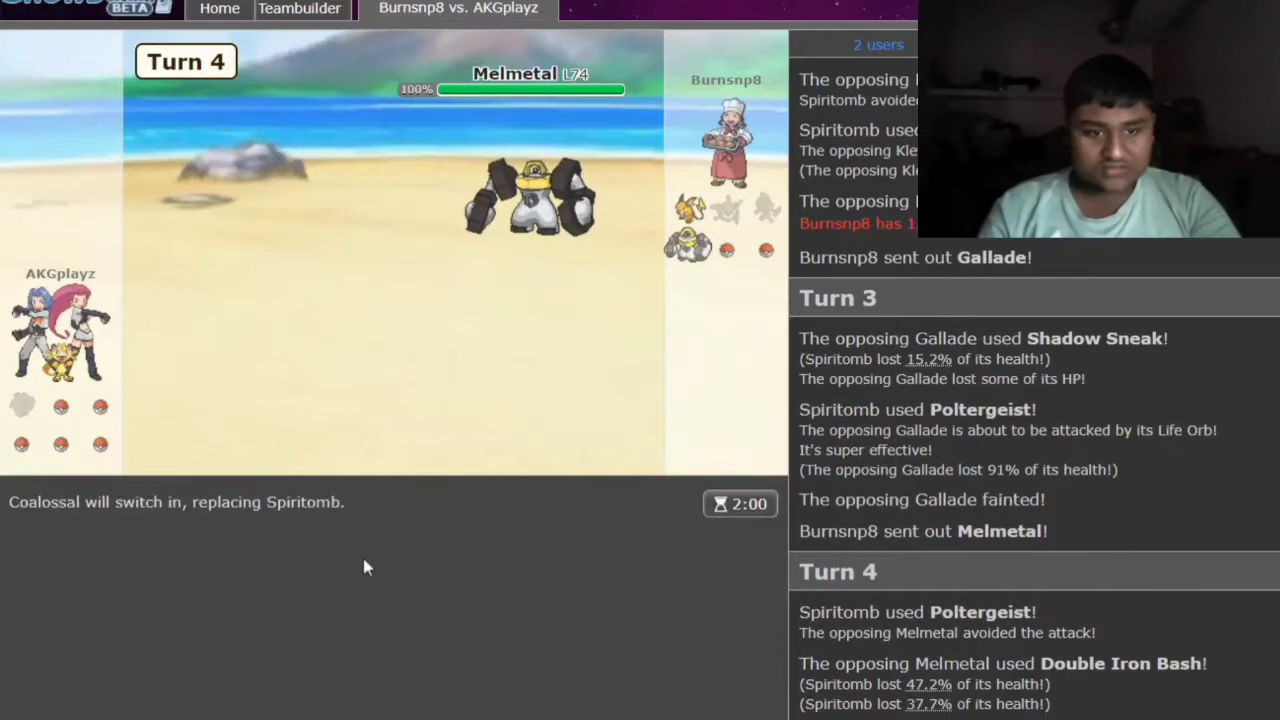 BETA
Home
Teambuilder
Burnsnp8 vs. AKGplayz
Turn 4
Melmetal L74
100%
Burnsnp8
AKGplayz
Coalossal will switch in, replacing Spiritomb.
2:00
2 users
The opposing
Spiritomb avoided
Spiritomb used
The opposing
(The opposing
The opposing
Burnsnp8 has 1
Burnsnp8 sent out Gallade!
Turn 3
The opposing Gallade used Shadow Sneak!
(Spiritomb lost 15.2% of its health!)
The opposing Gallade lost some of its HP!
Spiritomb used Poltergeist!
The opposing Gallade is about to be attacked by its Life Orb!
It's super effective!
(The opposing Gallade lost 91% of its health!)
The opposing Gallade fainted!
Burnsnp8 sent out Melmetal!
Turn 4
Spiritomb used Poltergeist!
The opposing Melmetal avoided the attack!
The opposing Melmetal used Double Iron Bash!
(Spiritomb lost 47.2% of its health!)
(Spiritomb lost 37.7% of its health!)